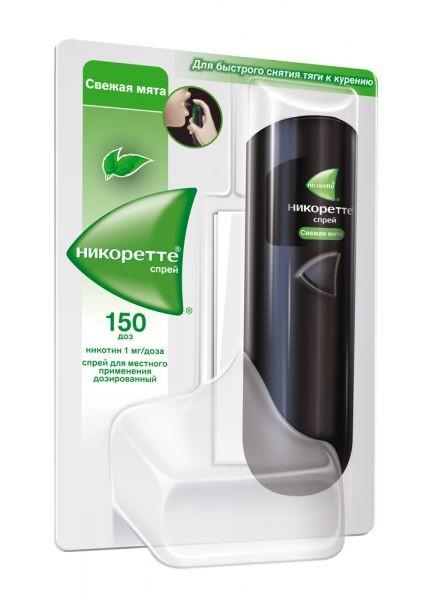 Для быстрого снятия тяги к курению
Свежая мята
никоретте®
спрей
®
150
доз
никотин 1 мг/доза
спрей для местного
применения
дозированный
nicorette
никоретте®
спрей
Свежая мята